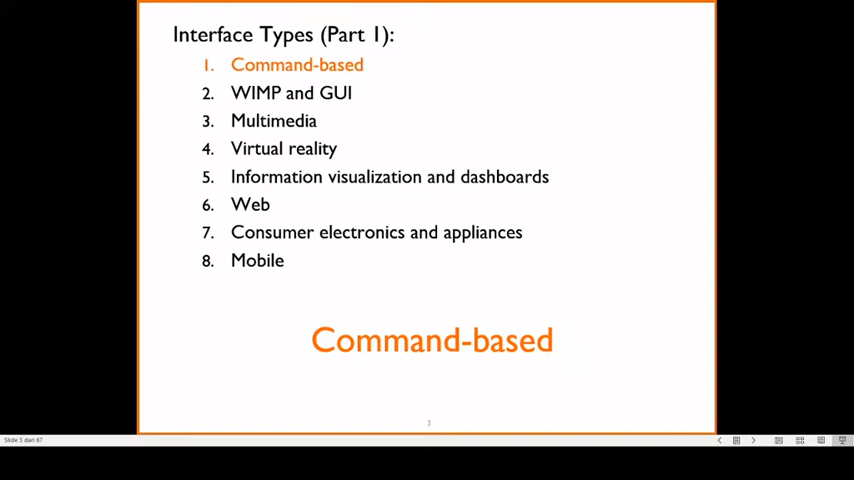 Interface Types (Part 1):
1. Command-based
2. WIMP and GUI
3. Multimedia
4. Virtual reality
5. Information visualization and dashboards
6. Web
7. Consumer electronics and appliances
8. Mobile
Command-based
3
Slide 3 dari 67